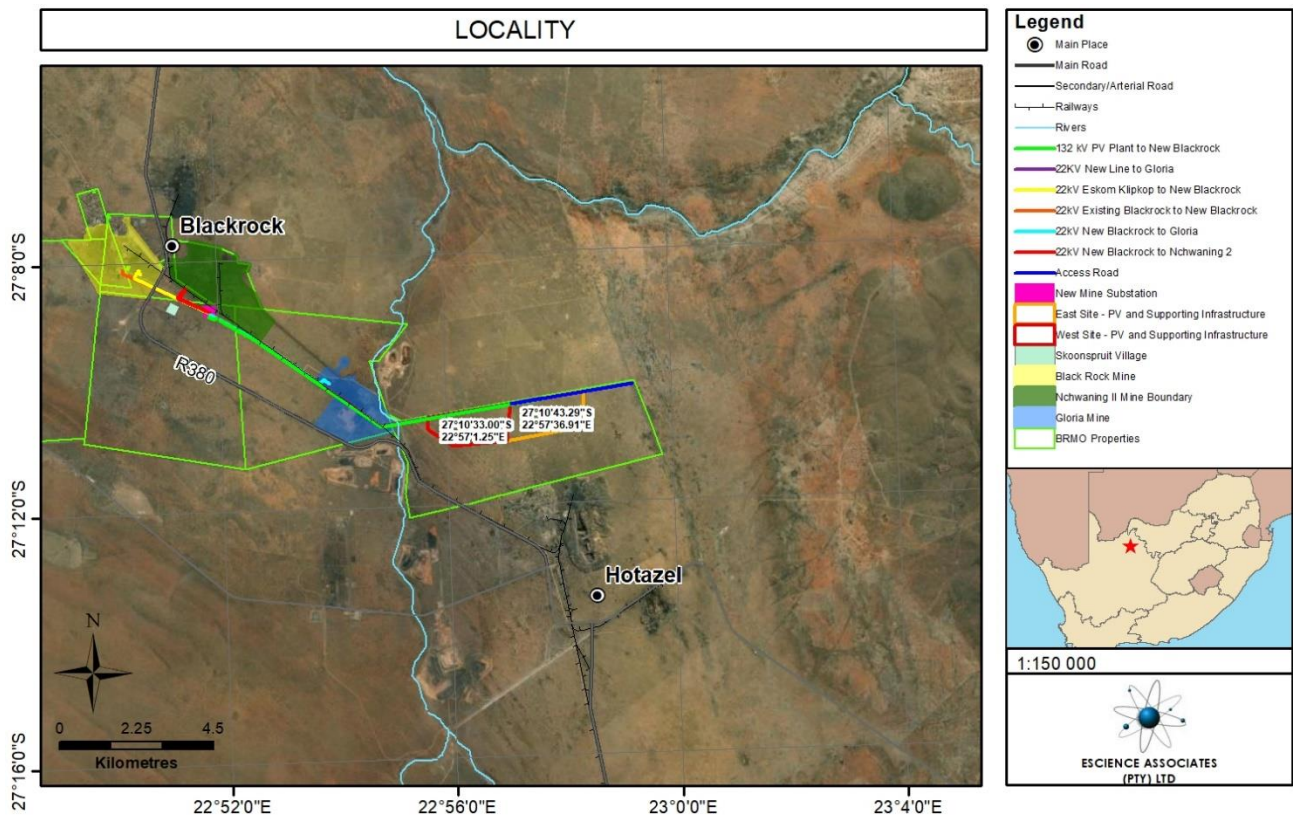 LOCALITY
Blackrock
R380
27°10'33.00"S
22°57'1.25"E
27°10'43.29"S
22°57'36.91"E
Hotazel
N
0 2.25 4.5
Kilometres
27°8'0"S
27°12'0"S
27°16'0"S
22°52'0"E
22°56'0"E
23°0'0"E
23°4'0"E
Legend
Main Place
Main Road
Secondary/Arterial Road
Railways
Rivers
132 kV PV Plant to New Blackrock
22KV New Line to Gloria
22kV Eskom Klipkop to New Blackrock
22kV Existing Blackrock to New Blackrock
22kV New Blackrock to Gloria
22kV New Blackrock to Nchwaning 2
Access Road
New Mine Substation
East Site - PV and Supporting Infrastructure
West Site - PV and Supporting Infrastructure
Skoonspruit Village
Black Rock Mine
Nchwaning II Mine Boundary
Gloria Mine
BRMO Properties
1:150 000
ESCIENCE ASSOCIATES
(PTY) LTD